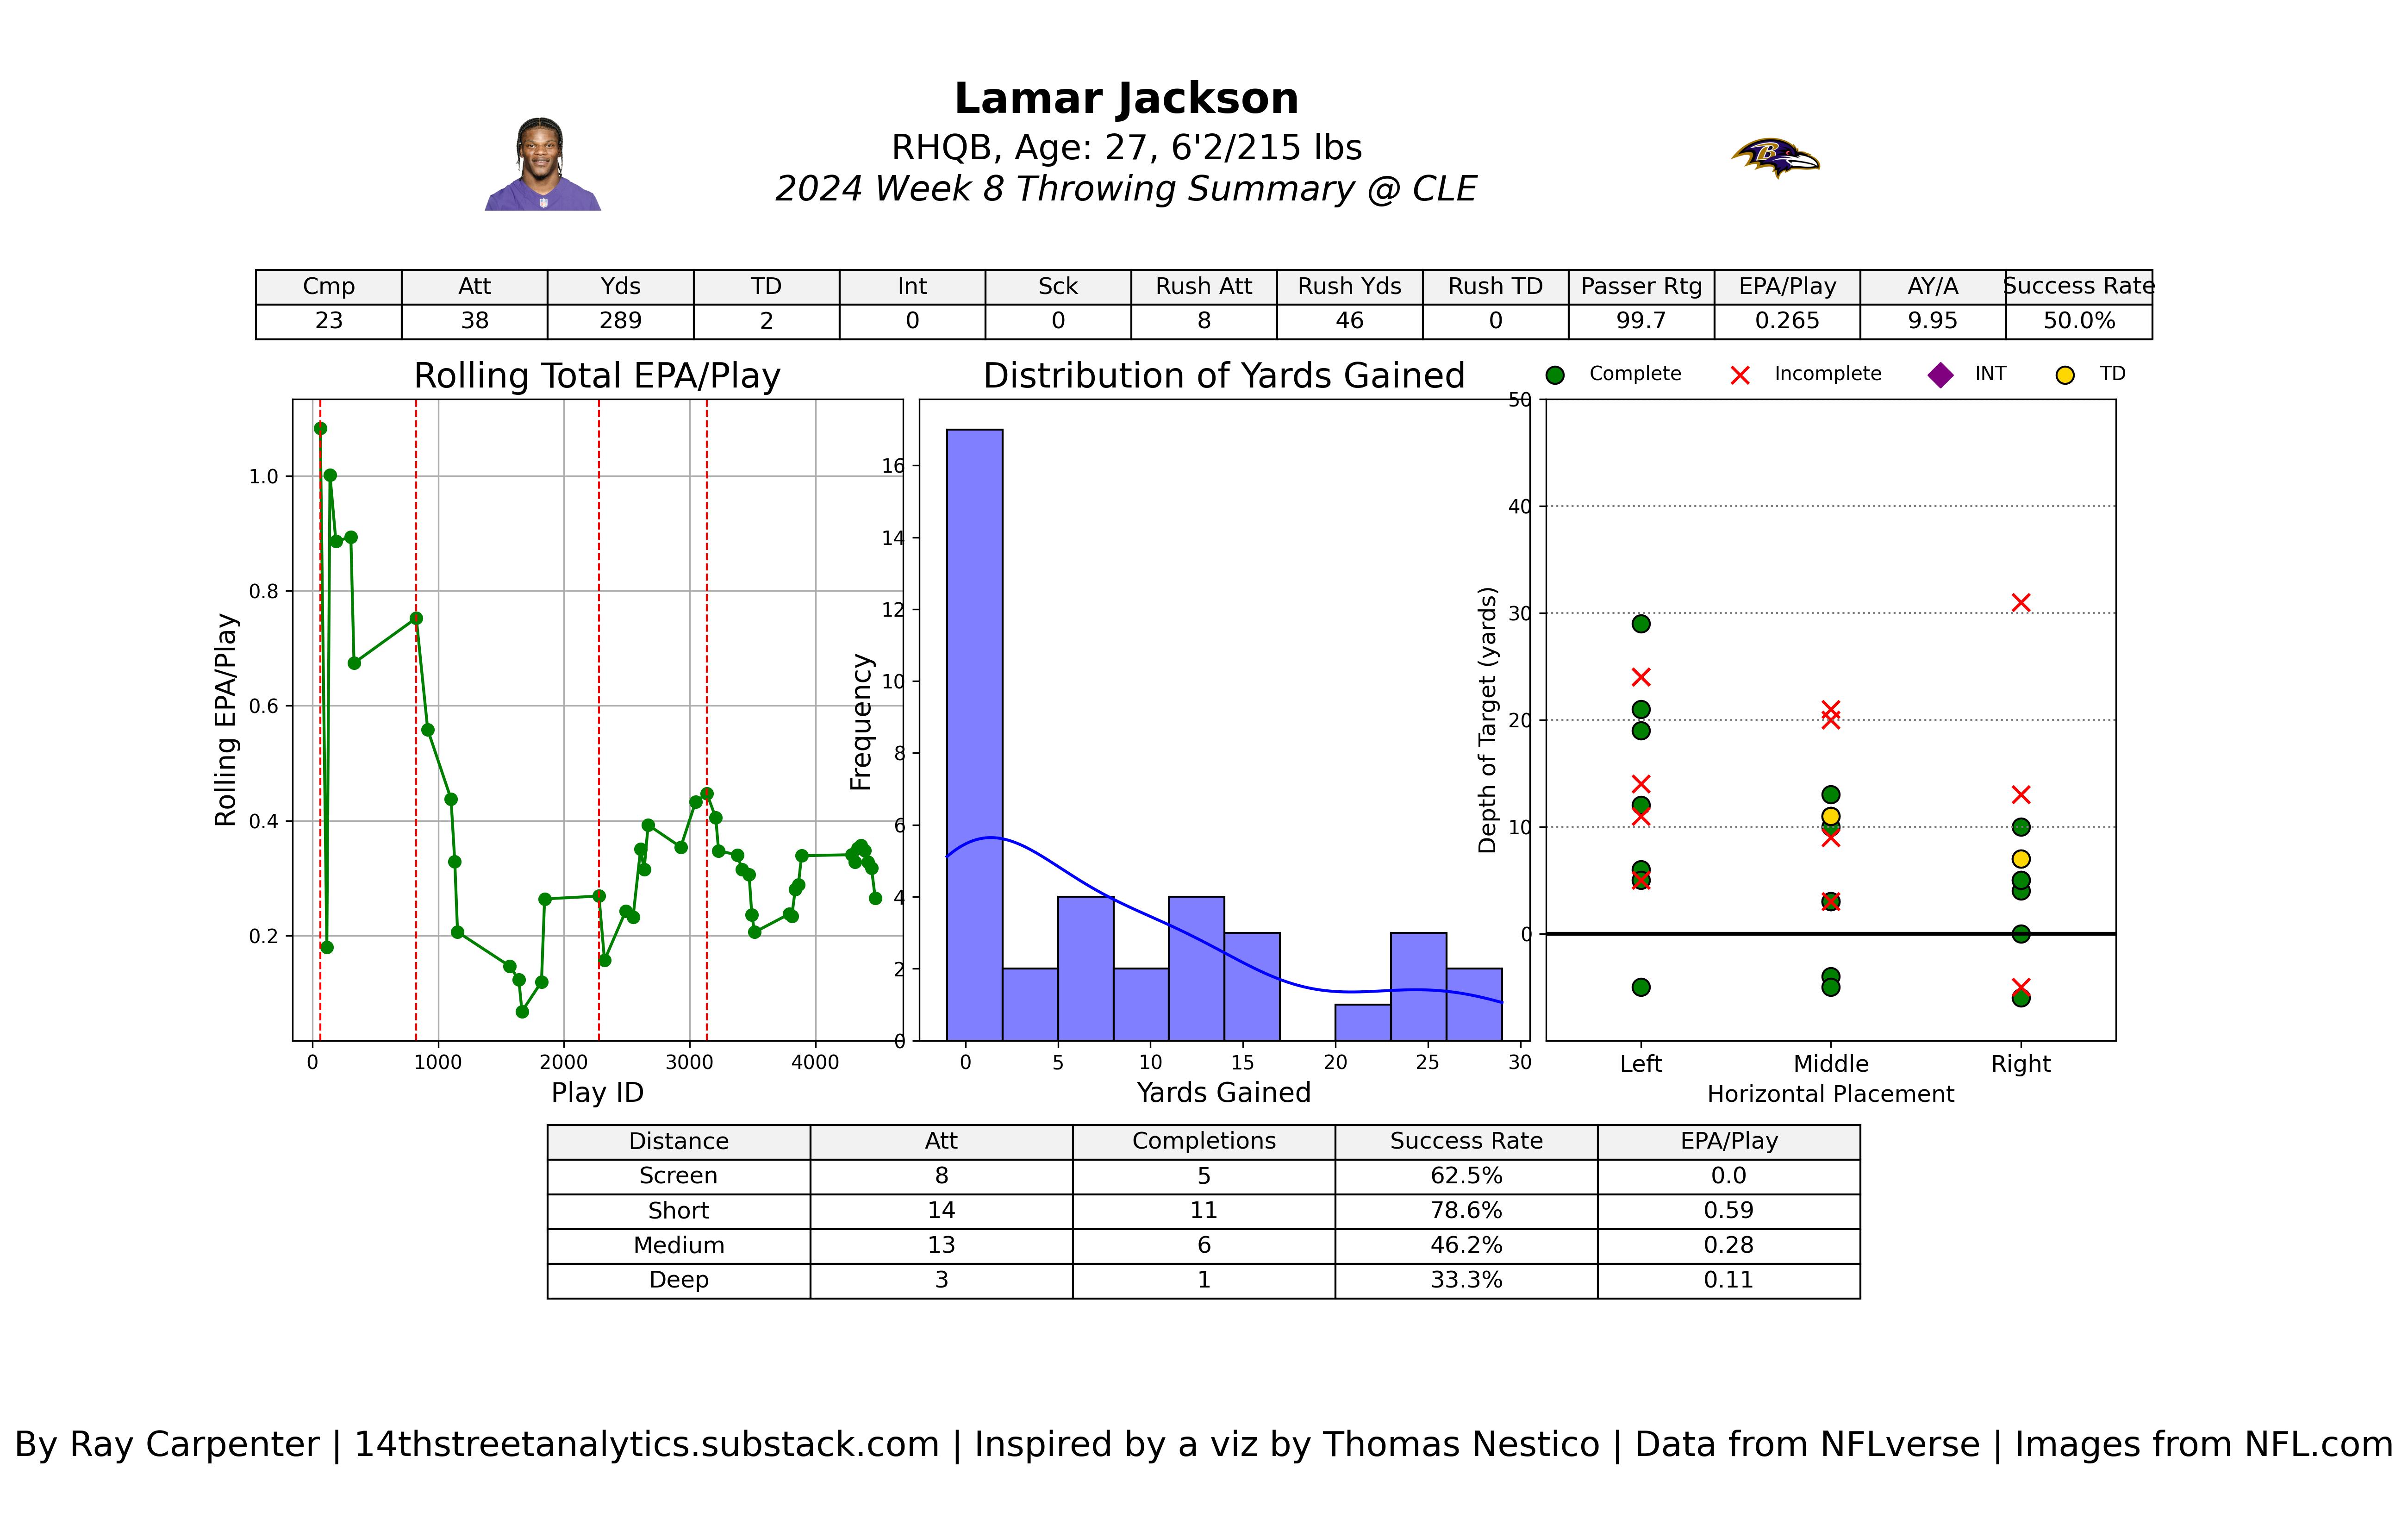 Lamar Jackson
RHQB, Age: 27, 6'2/215 lbs
2024 Week 8 Throwing Summary @ CLE
Cmp Att Yds TD Int Sck Rush Att Rush Yds Rush TD Passer Rtg EPA/Play AY/A Success Rate
23 38 289 2 0 0 8 46 0 99.7 0.265 9.95 50.0%
Rolling Total EPA/Play
Rolling EPA/Play
1.0
0.8
0.6
0.4
0.2
0 1000 2000 3000 4000
Play ID
Distribution of Yards Gained
Frequency
16
14
12
10
8
6
4
2
0
0 5 10 15 20 25 30
Yards Gained
Complete Incomplete INT TD
Depth of Target (yards)
50
40
30
20
10
0
Left Middle Right
Horizontal Placement
Distance Att Completions Success Rate EPA/Play
Screen 8 5 62.5% 0.0
Short 14 11 78.6% 0.59
Medium 13 6 46.2% 0.28
Deep 3 1 33.3% 0.11
By Ray Carpenter | 14thstreetanalytics.substack.com | Inspired by a viz by Thomas Nestico | Data from NFLverse | Images from NFL.com